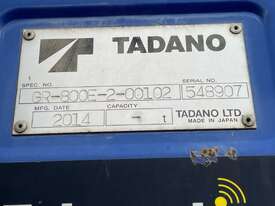 TADANO
SPEC NO.
SERIAL NO.
GR-800E-2-00102
548907
MFG. DATE
CAPACITY
2014
- t
TADANO LTD
MADE IN JAPAN